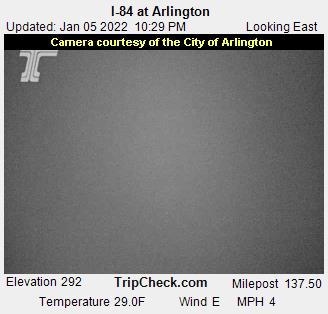 I-84 at Arlington
Updated: Jan 05 2022 10:29 PM Looking East
Camera courtesy of the City of Arlington
Elevation 292 TripCheck.com Milepost 137.50
Temperature 29.0F Wind E MPH 4